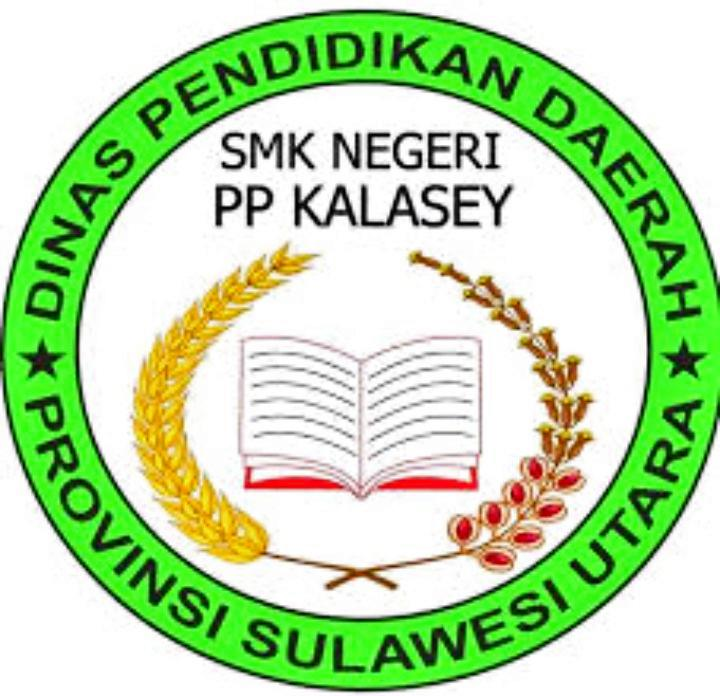 DINAS PENDIDIKAN DAERAH
SMK NEGERI
PP KALASEY
PROVINSI SULAWESI UTARA